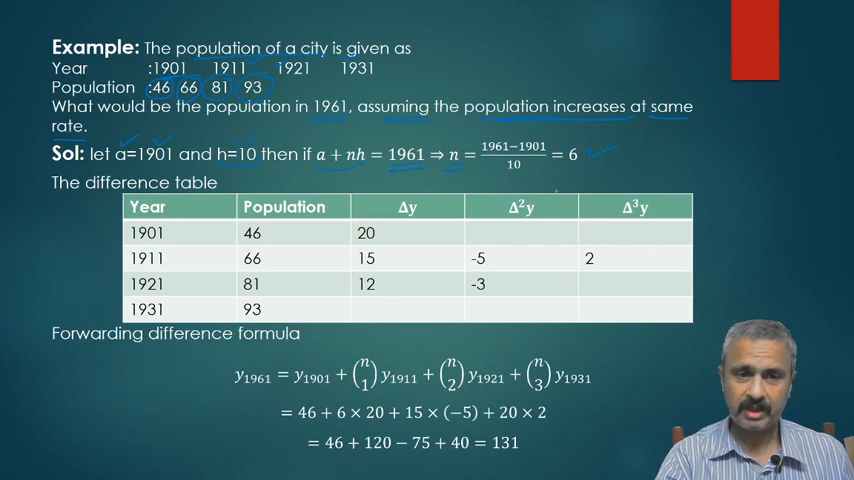 Example: The population of a city is given as
Year :1901 1911 1921 1931
Population :46 66 81 93
What would be the population in 1961, assuming the population increases at same
rate.
Sol: let a=1901 and h=10 then if a + nh = 1961 ⇒ n = \frac{1961−1901}{10} = 6
The difference table
Year Population Δy Δ²y Δ³y
1901 46 20
1911 66 15 -5 2
1921 81 12 -3
1931 93
Forwarding difference formula
y₁₉₆₁ = y₁₉₀₁ + \binom{n}{1} y₁₉₁₁ + \binom{n}{2} y₁₉₂₁ + \binom{n}{3} y₁₉₃₁
= 46 + 6 × 20 + 15 × (−5) + 20 × 2
= 46 + 120 − 75 + 40 = 131